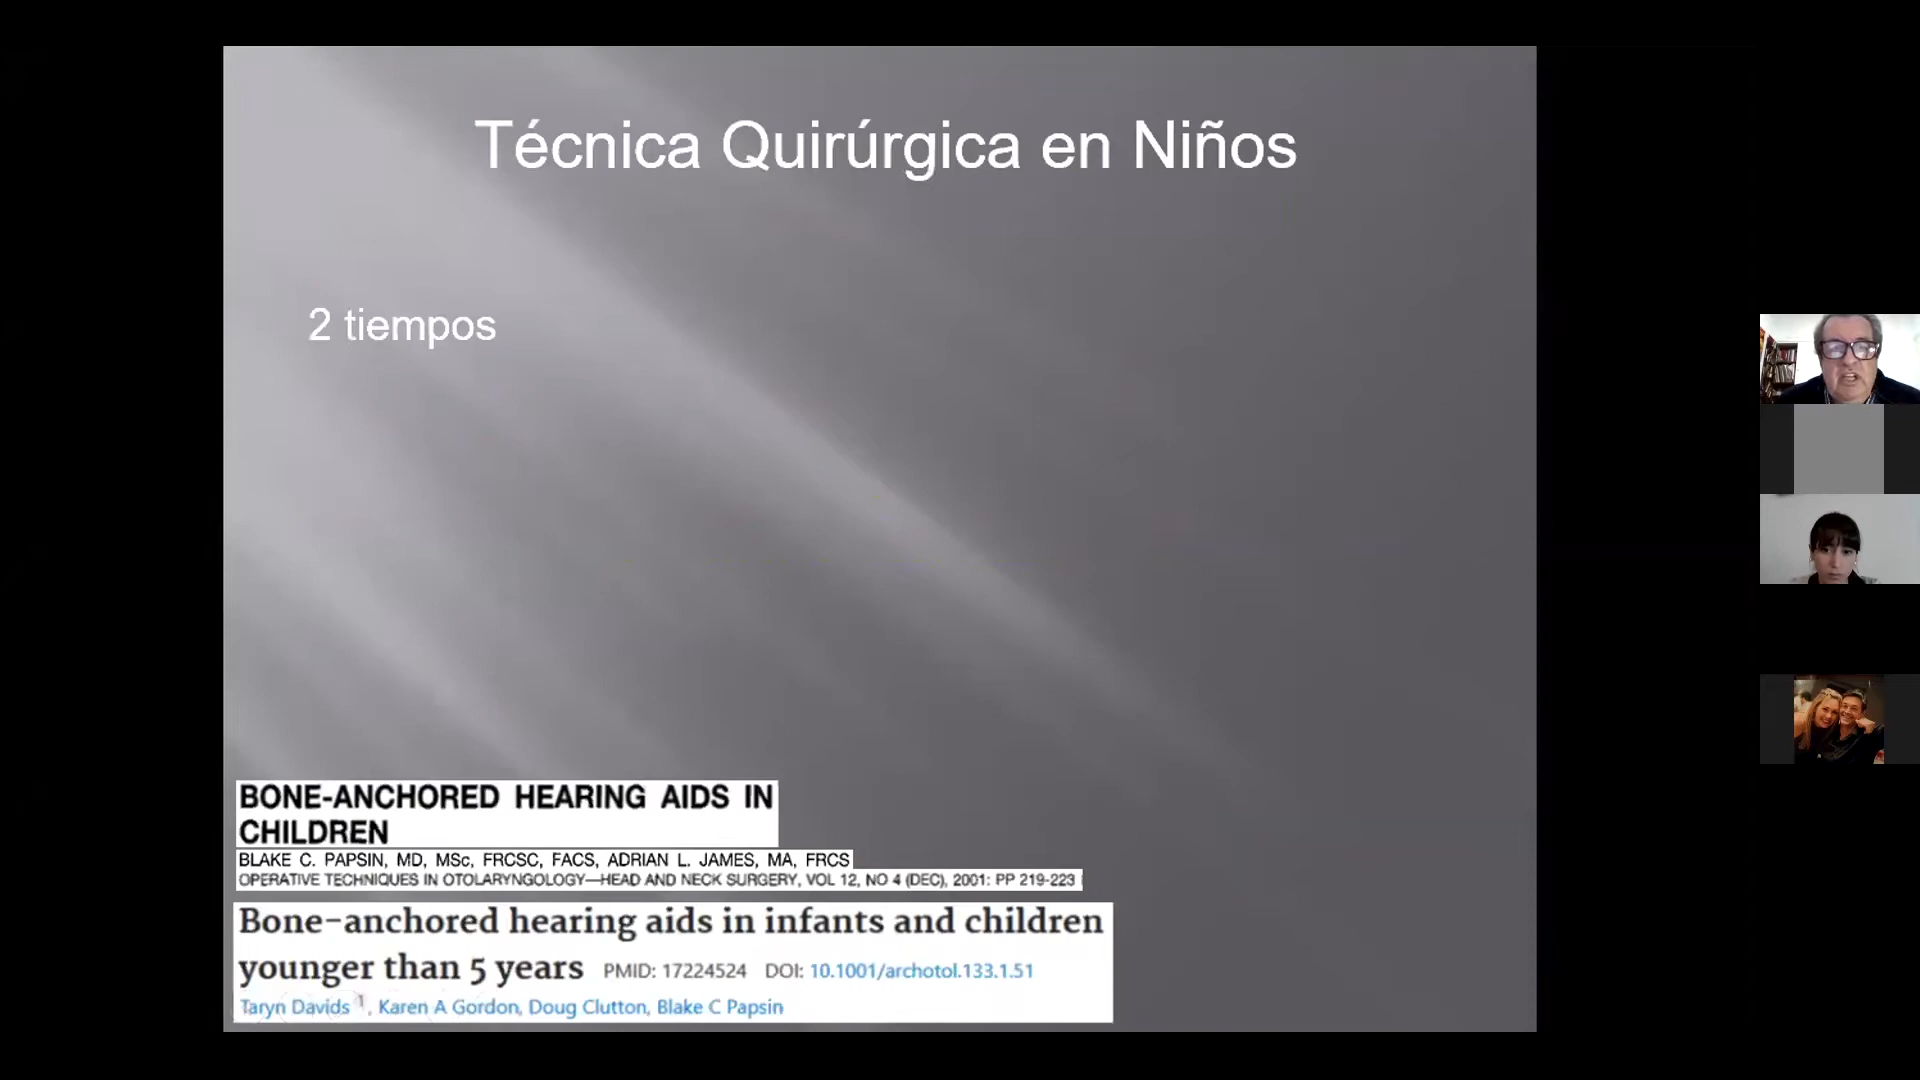 Técnica Quirúrgica en Niños
2 tiempos
BONE-ANCHORED HEARING AIDS IN
CHILDREN
BLAKE C. PAPSIN, MD, MSc, FRCSC, FACS, ADRIAN L. JAMES, MA, FRCS
OPERATIVE TECHNIQUES IN OTOLARYNGOLOGY—HEAD AND NECK SURGERY, VOL 12, NO 4 (DEC), 2001: PP 219-223
Bone-anchored hearing aids in infants and children
younger than 5 years PMID: 17224524 DOI: 10.1001/archotol.133.1.51
Taryn Davids 1, Karen A Gordon, Doug Clutton, Blake C Papsin